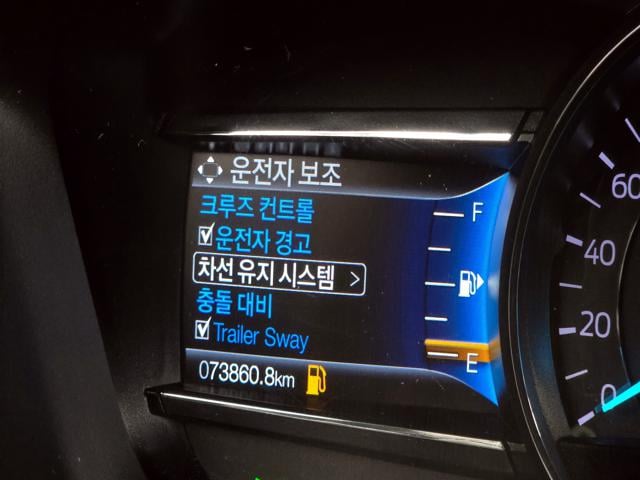 운전자 보조
크루즈 컨트롤
운전자 경고
차선 유지 시스템 >
충돌 대비
Trailer Sway
073860.8km
F
E
60
40
20
0